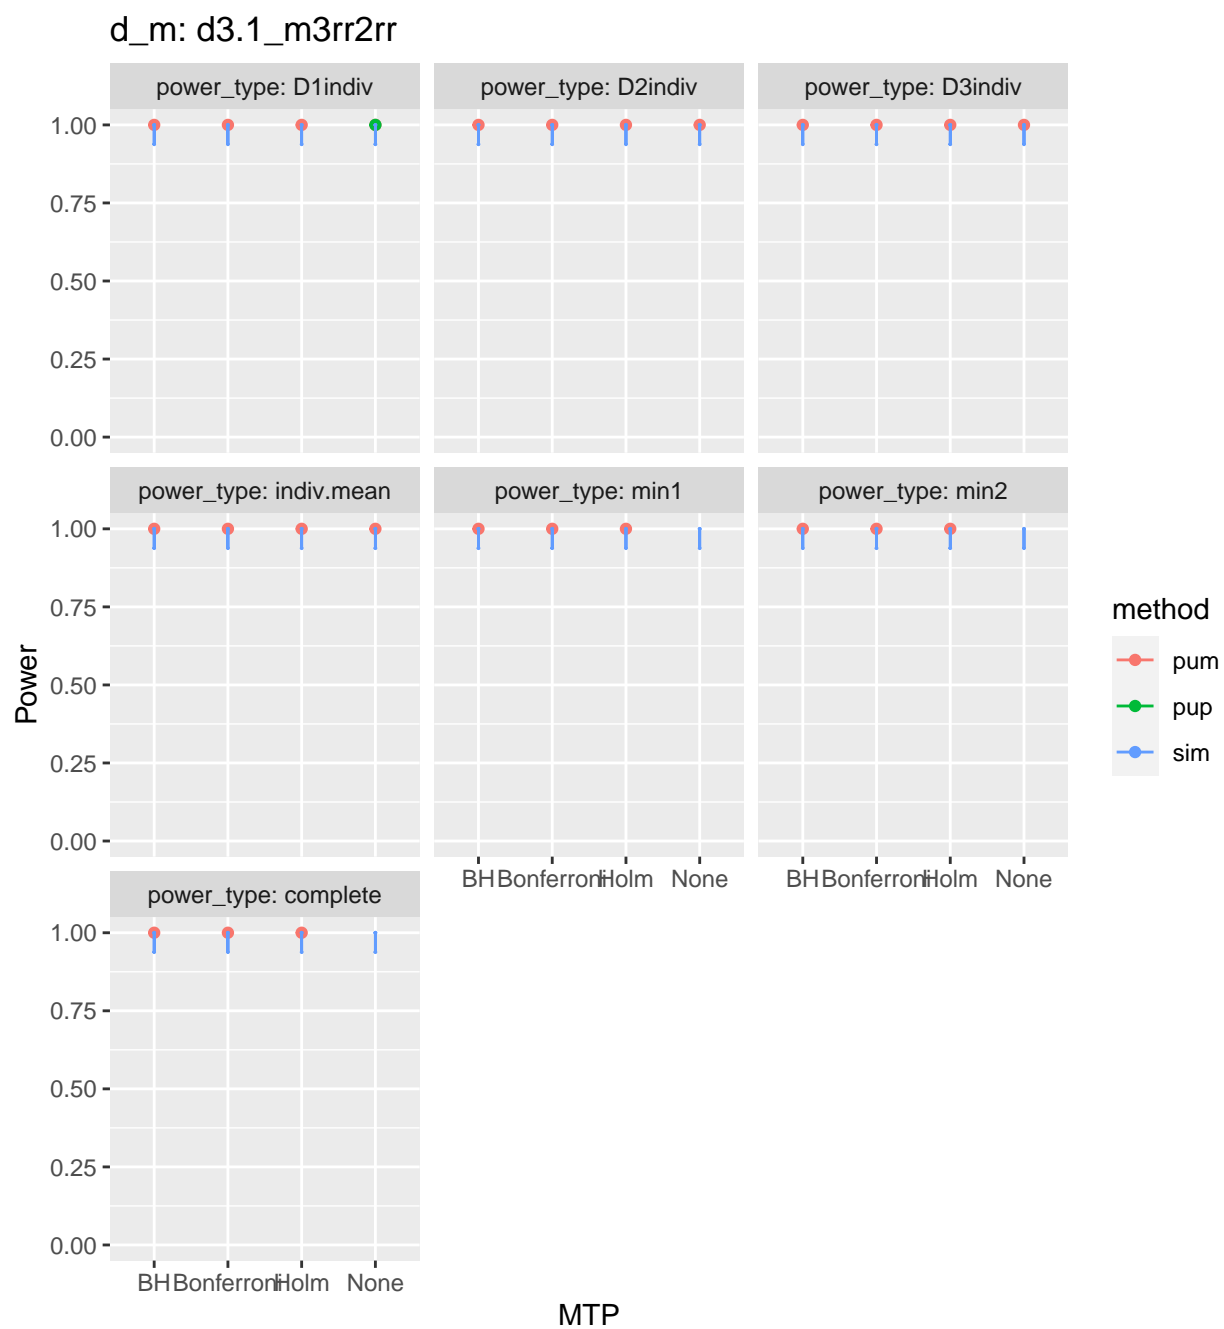 d_m: d3.1_m3rr2rr
power_type: D1indiv
power_type: D2indiv
power_type: D3indiv
1.00
0.75
0.50
0.25
0.00
power_type: indiv.mean
power_type: min1
power_type: min2
1.00
0.75
0.50
0.25
0.00
BH Bonferroni Holm None
BH Bonferroni Holm None
power_type: complete
1.00
0.75
0.50
0.25
0.00
BH Bonferroni Holm None
MTP
Power
method
pum
pup
sim